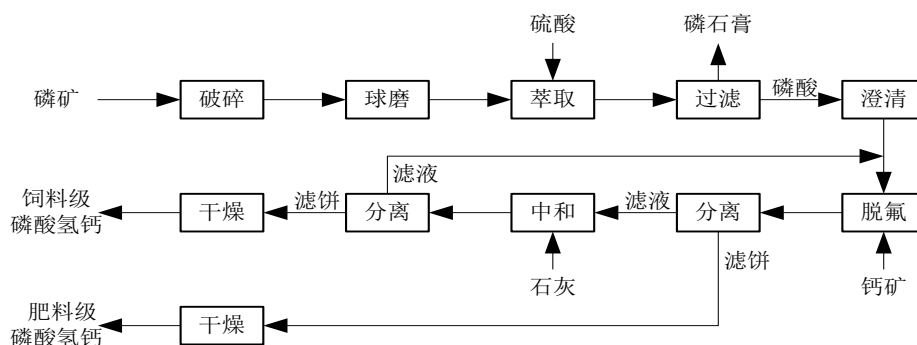 硫酸
磷石膏
磷矿
破碎
球磨
萃取
过滤
磷酸
澄清
滤液
饲料级
磷酸氢钙
干燥
滤饼
分离
中和
滤液
分离
脱氟
滤饼
石灰
钙矿
肥料级
磷酸氢钙
干燥